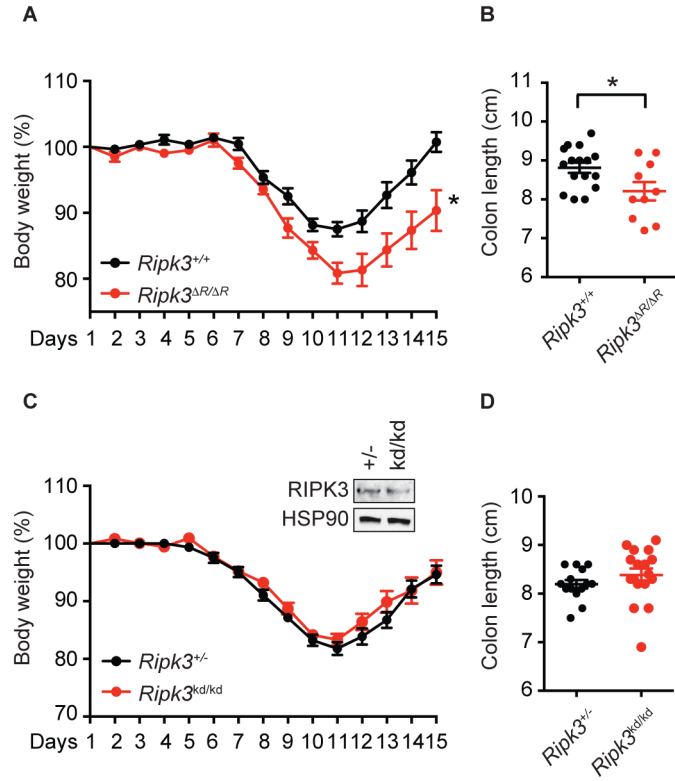 A
B
Body weight (%)
110
100
90
80
Ripk3+/+
Ripk3ΔR/ΔR
*
Days 1 2 3 4 5 6 7 8 9 10 11 12 13 14 15
Colon length (cm)
11
10
9
8
7
6
*
Ripk3+/+
Ripk3ΔR/ΔR
C
D
Body weight (%)
110
100
90
80
70
+/-
kd/kd
RIPK3
HSP90
Ripk3+/-
Ripk3kd/kd
Days 1 2 3 4 5 6 7 8 9 10 11 12 13 14 15
Colon length (cm)
10
9
8
7
6
Ripk3+/-
Ripk3kd/kd